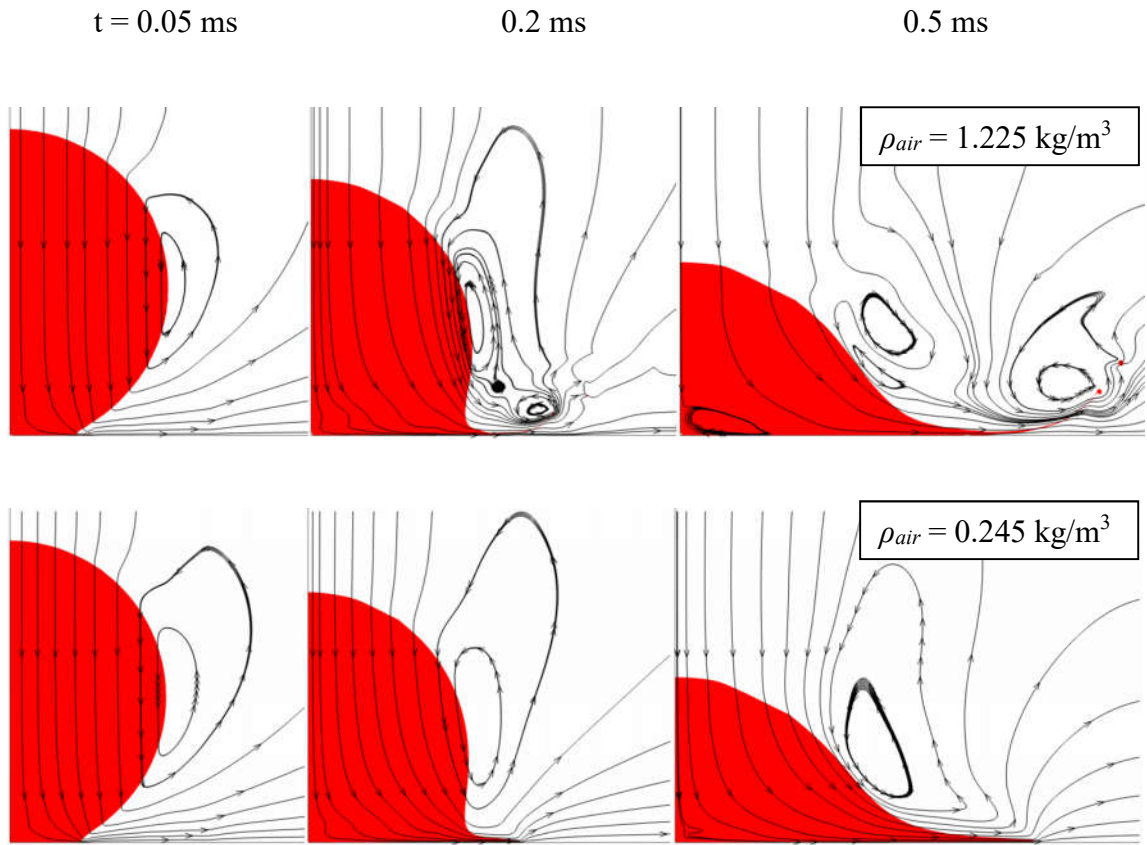 t = 0.05 ms 0.2 ms 0.5 ms
ρair = 1.225 kg/m³
ρair = 0.245 kg/m³